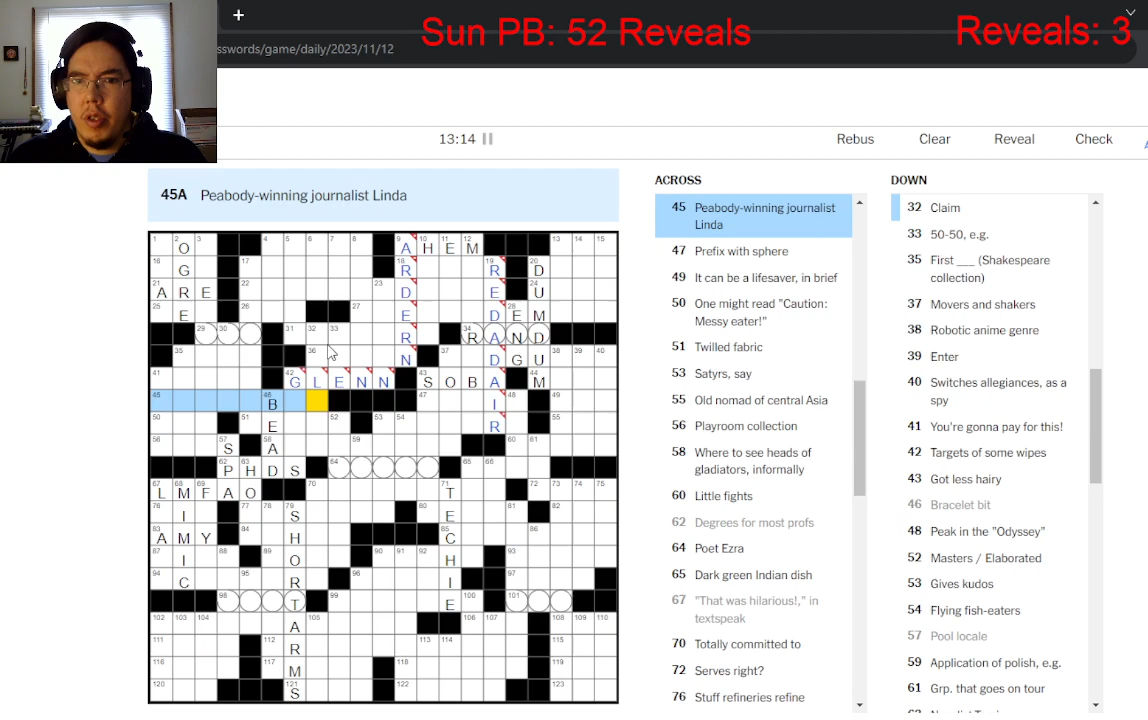 Sun PB: 52 Reveals
Reveals: 3
+
sswords/game/daily/2023/11/12
13:14
Rebus
Clear
Reveal
Check
45A Peabody-winning journalist Linda
ACROSS
45 Peabody-winning journalist Linda
47 Prefix with sphere
49 It can be a lifesaver, in brief
50 One might read "Caution: Messy eater!"
51 Twilled fabric
53 Satyrs, say
55 Old nomad of central Asia
56 Playroom collection
58 Where to see heads of gladiators, informally
60 Little fights
62 Degrees for most profs
64 Poet Ezra
65 Dark green Indian dish
67 "That was hilarious!," in textspeak
70 Totally committed to
72 Serves right?
76 Stuff refineries refine
DOWN
32 Claim
33 50-50, e.g.
35 First ___ (Shakespeare collection)
37 Movers and shakers
38 Robotic anime genre
39 Enter
40 Switches allegiances, as a spy
41 You're gonna pay for this!
42 Targets of some wipes
43 Got less hairy
46 Bracelet bit
48 Peak in the "Odyssey"
52 Masters / Elaborated
53 Gives kudos
54 Flying fish-eaters
57 Pool locale
59 Application of polish, e.g.
61 Grp. that goes on tour